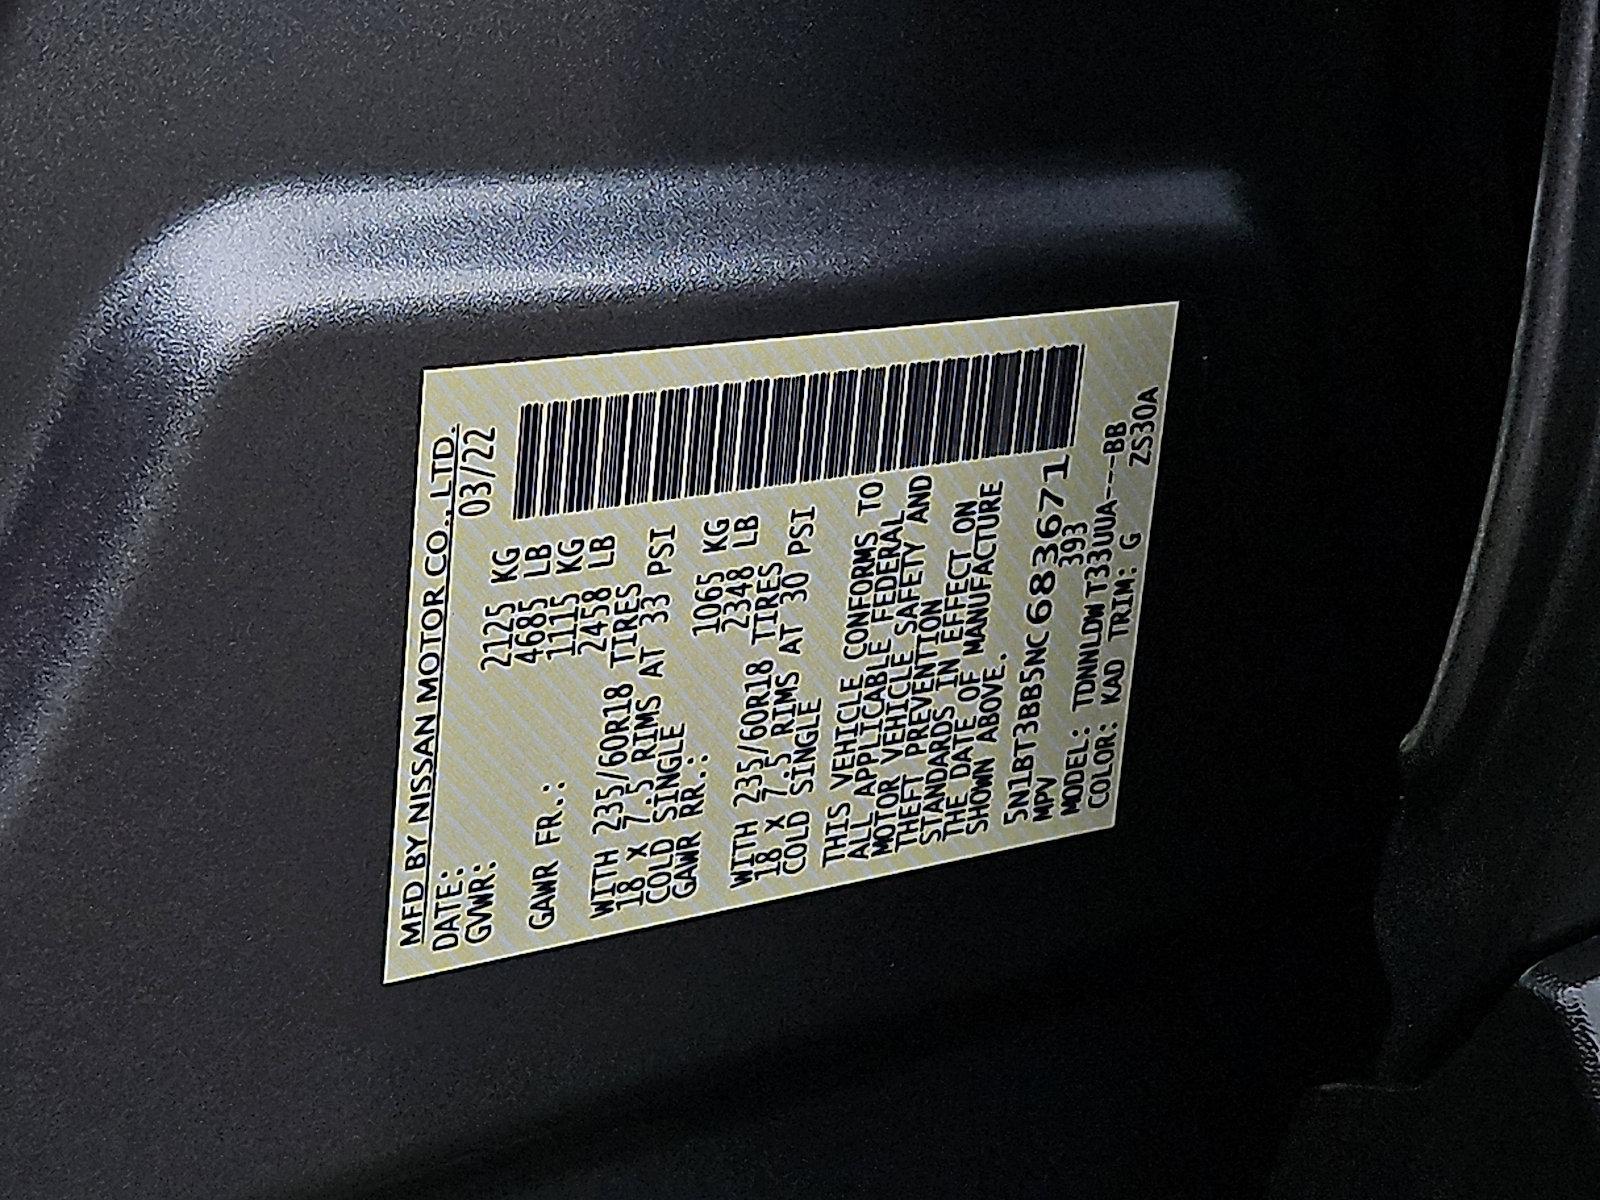 MFD BY NISSAN MOTOR CO., LTD.
DATE: 03/22
GVWR: 2125 KG
4685 LB
GAWR FR.: 1115 KG
2458 LB
WITH 235/60R18 TIRES
18 X 7.5 RIMS AT 33 PSI
COLD SINGLE
GAWR RR.: 1065 KG
2348 LB
WITH 235/60R18 TIRES
18 X 7.5 RIMS AT 30 PSI
COLD SINGLE
THIS VEHICLE CONFORMS TO
ALL APPLICABLE FEDERAL
MOTOR VEHICLE SAFETY AND
THEFT PREVENTION
STANDARDS IN EFFECT ON
THE DATE OF MANUFACTURE
SHOWN ABOVE.
5N1BT3BB5NC683671
MPV 393
MODEL: TDNNLDWT33UUA---BB
COLOR: KAD TRIM: G ZS30A